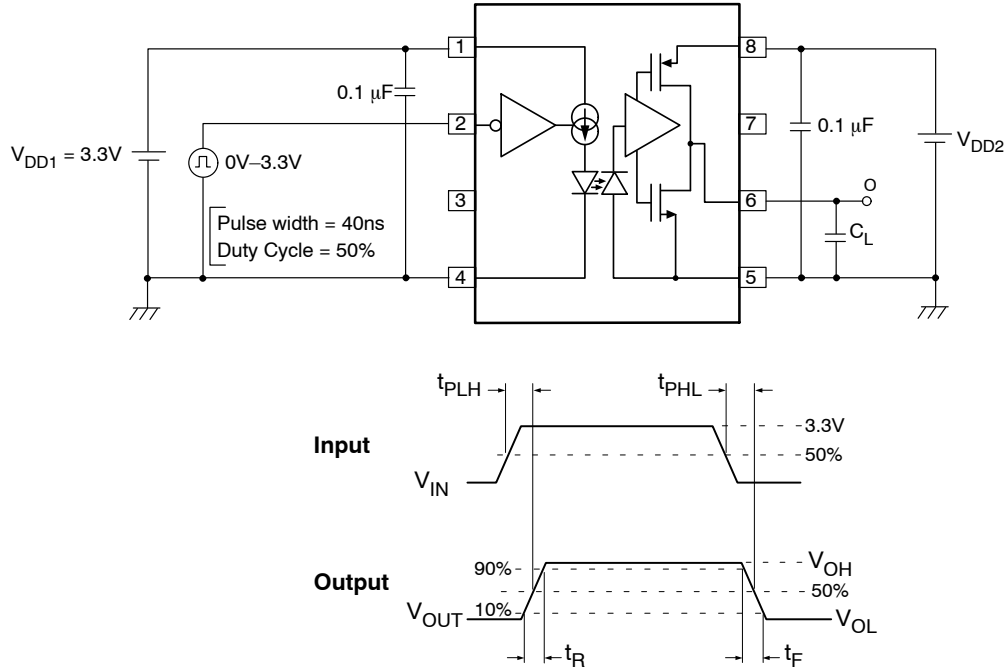 1
8
0.1 μF
2
7
0.1 μF
V_DD1 = 3.3V
0V–3.3V
V_DD2
3
6
O
Pulse width = 40ns
Duty Cycle = 50%
C_L
4
5
t_PLH
t_PHL
Input
3.3V
50%
V_IN
Output
90%
V_OH
50%
V_OUT
10%
V_OL
t_R
t_F